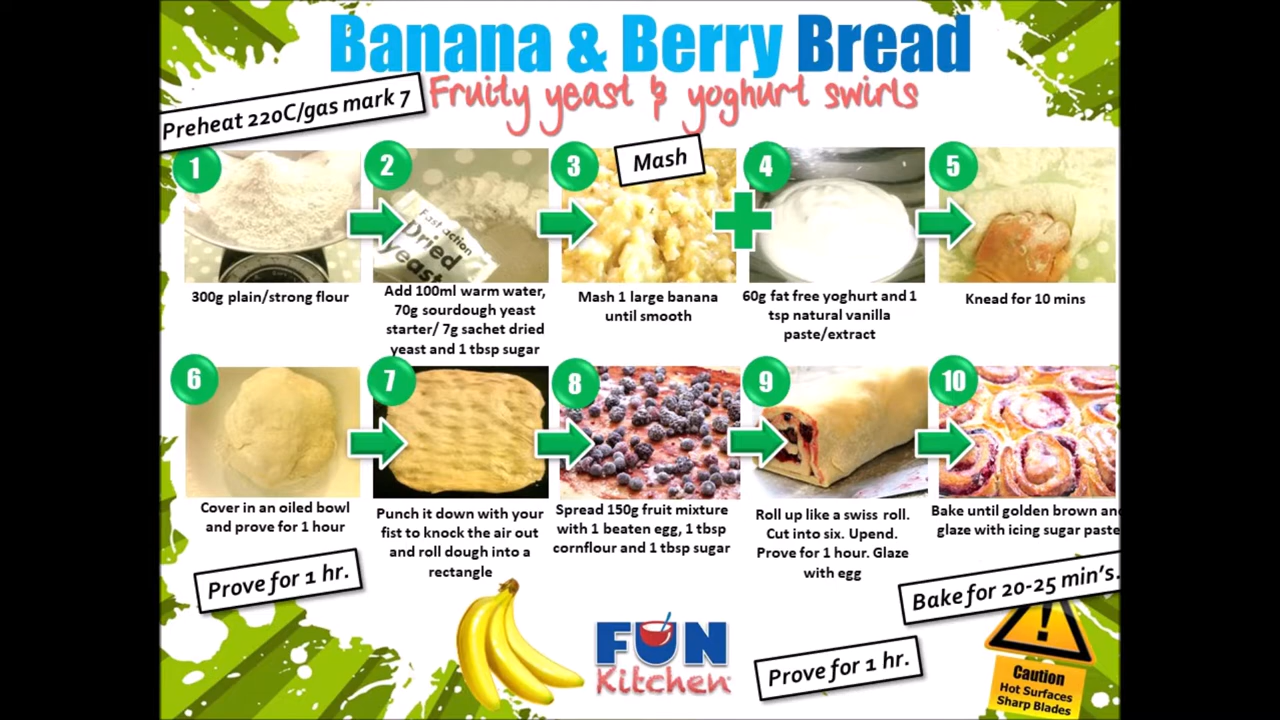 Banana & Berry Bread
Fruity yeast & yoghurt swirls
Preheat 220C/gas mark 7
1
300g plain/strong flour
2
Fast action
Dried
yeast
Add 100ml warm water,
70g sourdough yeast
starter/ 7g sachet dried
yeast and 1 tbsp sugar
3
Mash
Mash 1 large banana
until smooth
4
60g fat free yoghurt and 1
tsp natural vanilla
paste/extract
5
Knead for 10 mins
6
Cover in an oiled bowl
and prove for 1 hour
7
Punch it down with your
fist to knock the air out
and roll dough into a
rectangle
8
Spread 150g fruit mixture
with 1 beaten egg, 1 tbsp
cornflour and 1 tbsp sugar
9
Roll up like a swiss roll.
Cut into six. Upend.
Prove for 1 hour. Glaze
with egg
10
Bake until golden brown and
glaze with icing sugar paste
Prove for 1 hr.
Bake for 20-25 min's.
FUN
Kitchen
Prove for 1 hr.
Caution
Hot Surfaces
Sharp Blades